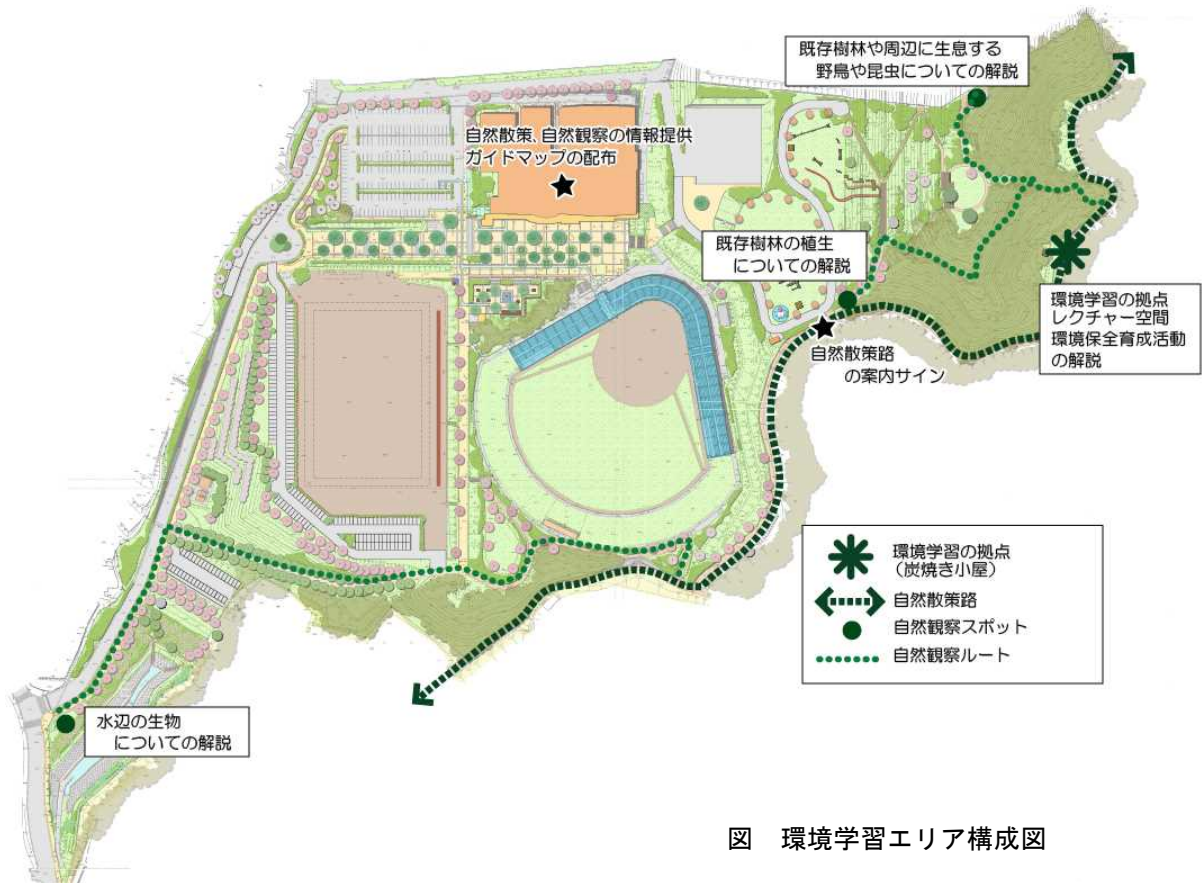 既存樹林や周辺に生息する
野鳥や昆虫についての解説
自然散策、自然観察の情報提供
ガイドマップの配布
既存樹林の植生
についての解説
環境学習の拠点
レクチャー空間
環境保全育成活動
の解説
自然散策路
の案内サイン
環境学習の拠点
(炭焼き小屋)
自然散策路
自然観察スポット
自然観察ルート
水辺の生物
についての解説
図 環境学習エリア構成図